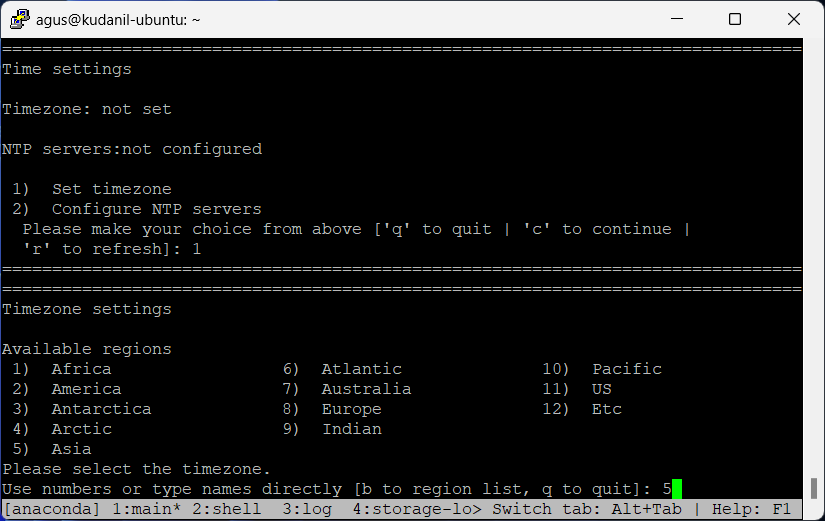 agus@kudanil-ubuntu: ~
================================================================================
Time settings
Timezone: not set
NTP servers:not configured
1) Set timezone
2) Configure NTP servers
Please make your choice from above ['q' to quit | 'c' to continue |
'r' to refresh]: 1
================================================================================
================================================================================
Timezone settings
Available regions
1) Africa 6) Atlantic 10) Pacific
2) America 7) Australia 11) US
3) Antarctica 8) Europe 12) Etc
4) Arctic 9) Indian
5) Asia
Please select the timezone.
Use numbers or type names directly [b to region list, q to quit]: 5
[anaconda] 1:main* 2:shell 3:log 4:storage-lo> Switch tab: Alt+Tab | Help: F1